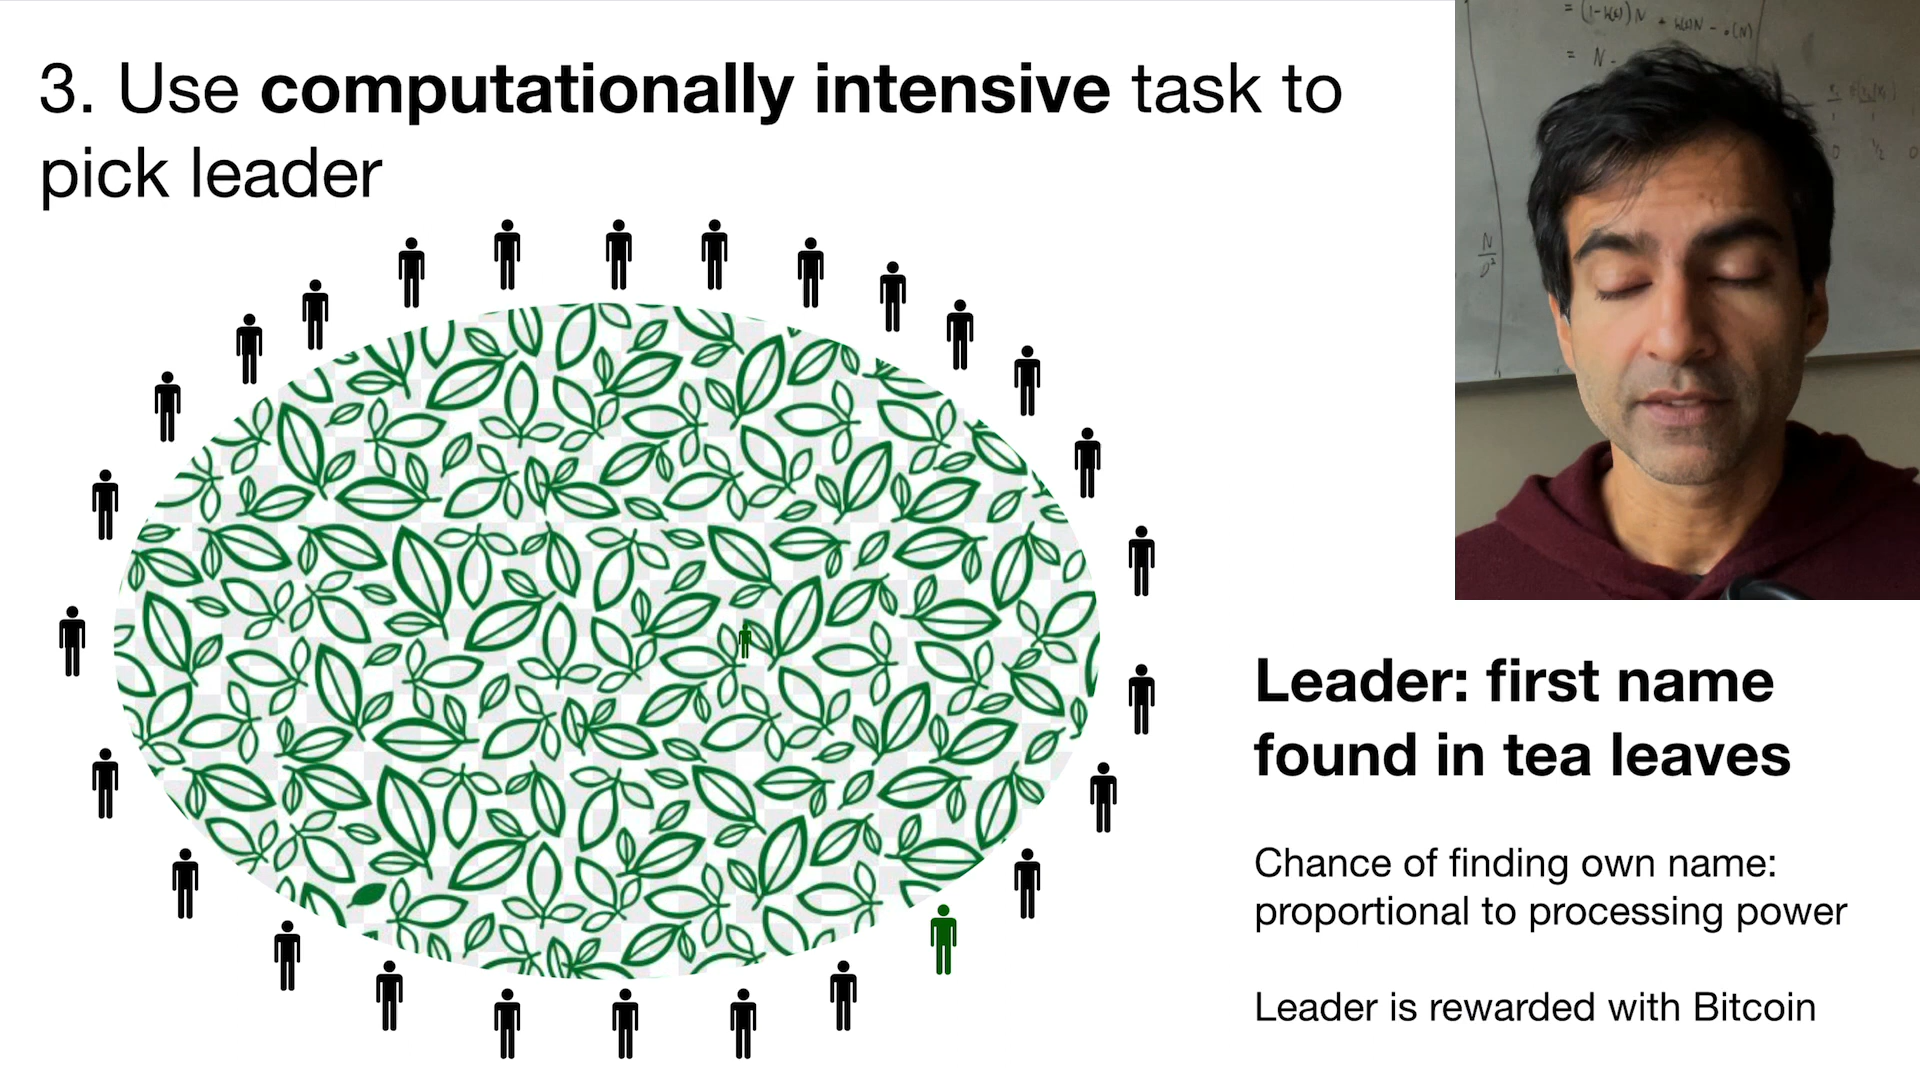 3. Use computationally intensive task to
pick leader
= (1-h(ε))N + h(ε)N - o(N)
= N -
N
Leader: first name
found in tea leaves
Chance of finding own name:
proportional to processing power
Leader is rewarded with Bitcoin